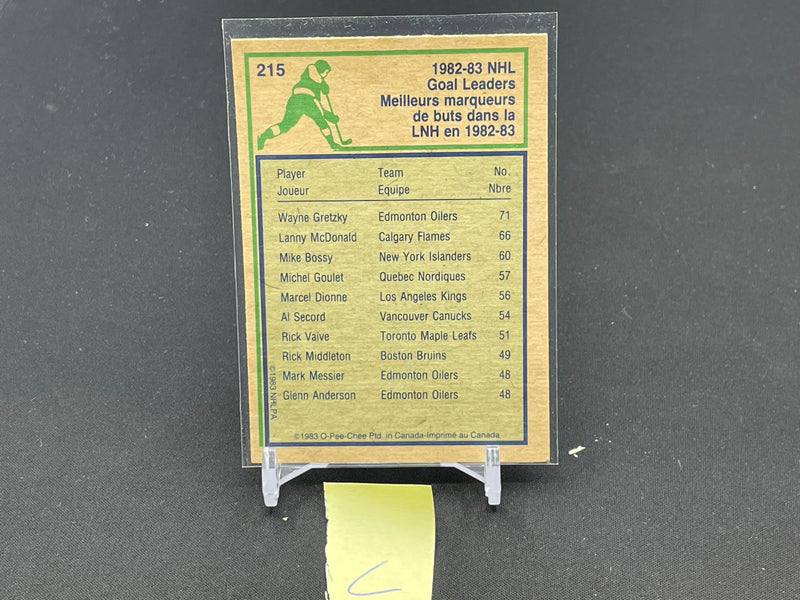 215
1982-83 NHL
Goal Leaders
Meilleurs marqueurs
de buts dans la
LNH en 1982-83
Player Team No.
Joueur Equipe Nbre
Wayne Gretzky Edmonton Oilers 71
Lanny McDonald Calgary Flames 66
Mike Bossy New York Islanders 60
Michel Goulet Quebec Nordiques 57
Marcel Dionne Los Angeles Kings 56
Al Secord Vancouver Canucks 54
Rick Vaive Toronto Maple Leafs 51
Rick Middleton Boston Bruins 49
Mark Messier Edmonton Oilers 48
Glenn Anderson Edmonton Oilers 48
©1983 NHLPA
©1983 O-Pee-Chee Ptd. in Canada-Imprimé au Canada
C